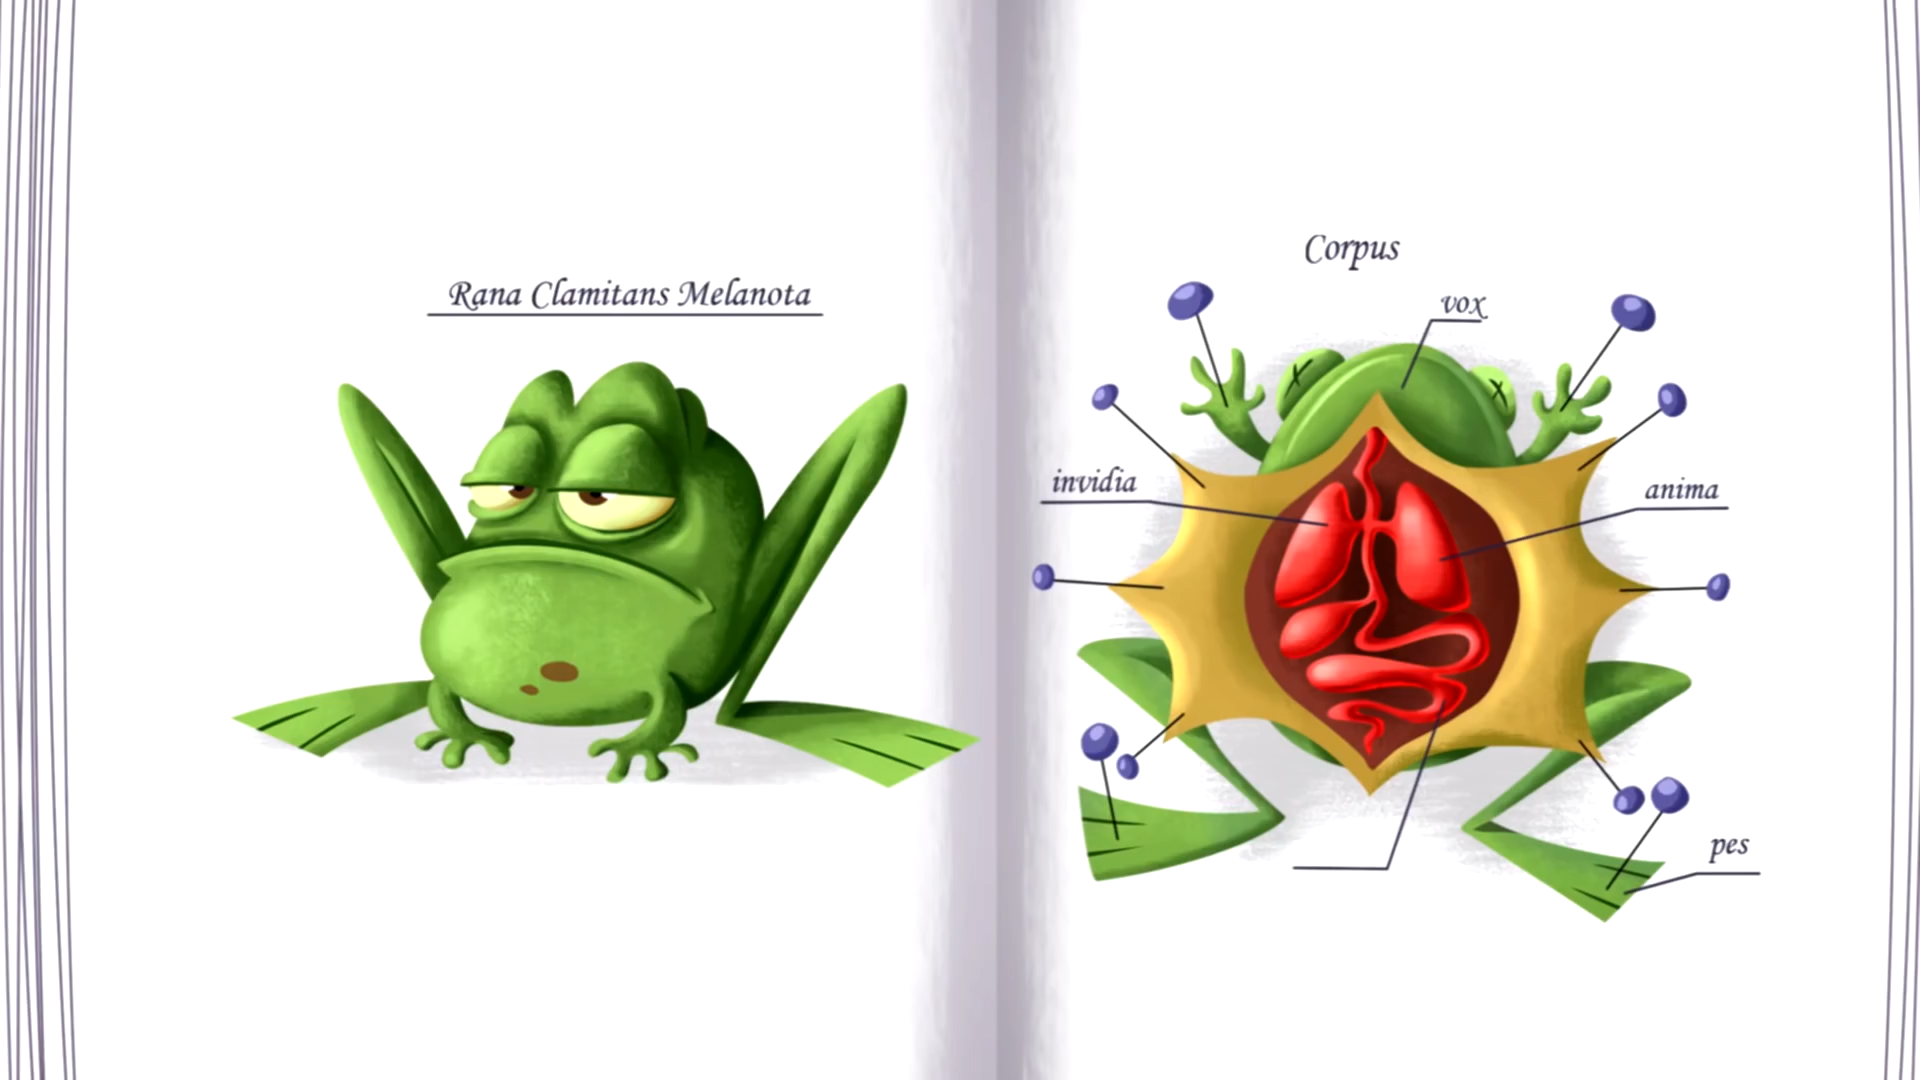 Rana Clamitans Melanota
Corpus
vox
invidia
anima
pes